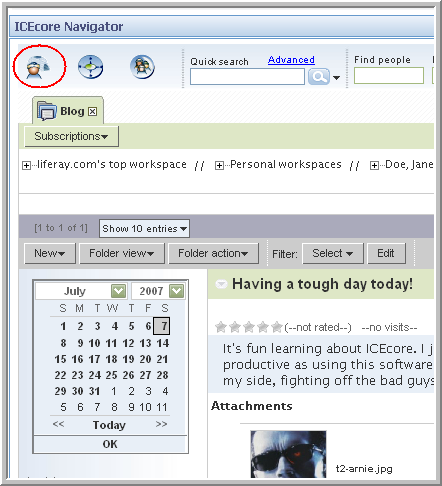 ICEcore Navigator
Quick search Advanced Find people
Blog
Subscriptions
liferay.com's top workspace // Personal workspaces // Doe, Jane
[1 to 1 of 1] Show 10 entries
New Folder view Folder action Filter: Select Edit
July 2007
S M T W T F S
1 2 3 4 5 6 7
8 9 10 11 12 13 14
15 16 17 18 19 20 21
22 23 24 25 26 27 28
29 30 31 1 2 3 4
5 6 7 8 9 10 11
<< Today >>
OK
Having a tough day today!
(--not rated--) --no visits--
It's fun learning about ICEcore. I j
productive as using this software
my side, fighting off the bad guys
Attachments
t2-arnie.jpg